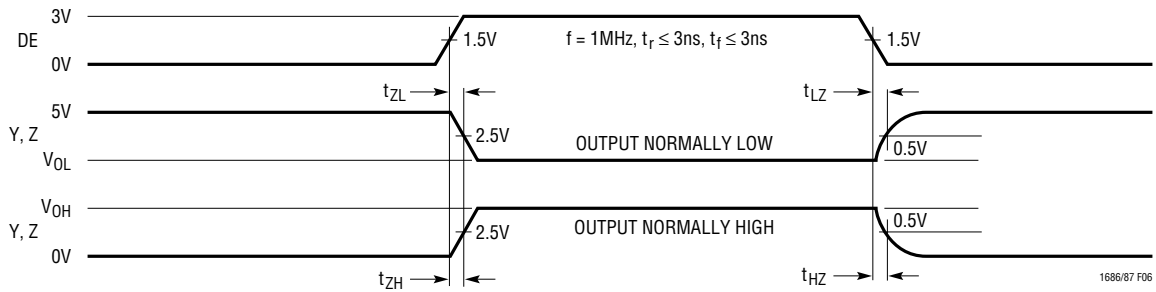 3V
DE
1.5V
f = 1MHz, tr ≤ 3ns, tf ≤ 3ns
1.5V
0V
tZL
tLZ
5V
Y, Z
2.5V
OUTPUT NORMALLY LOW
0.5V
VOL
VOH
Y, Z
2.5V
OUTPUT NORMALLY HIGH
0.5V
0V
tZH
tHZ
1686/87 F06